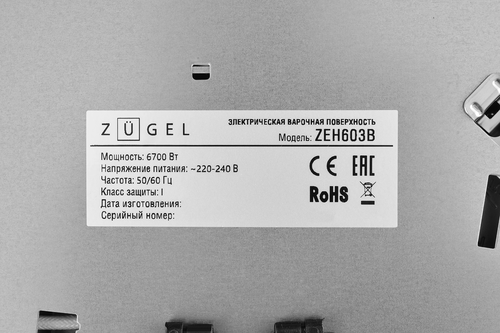 ZÜGEL
ЭЛЕКТРИЧЕСКАЯ ВАРОЧНАЯ ПОВЕРХНОСТЬ
Модель: ZEH603B
Мощность: 6700 Вт
Напряжение питания: ~220-240 В
Частота: 50/60 Гц
Класс защиты: I
Дата изготовления:
Серийный номер:
CE EAC
RoHS